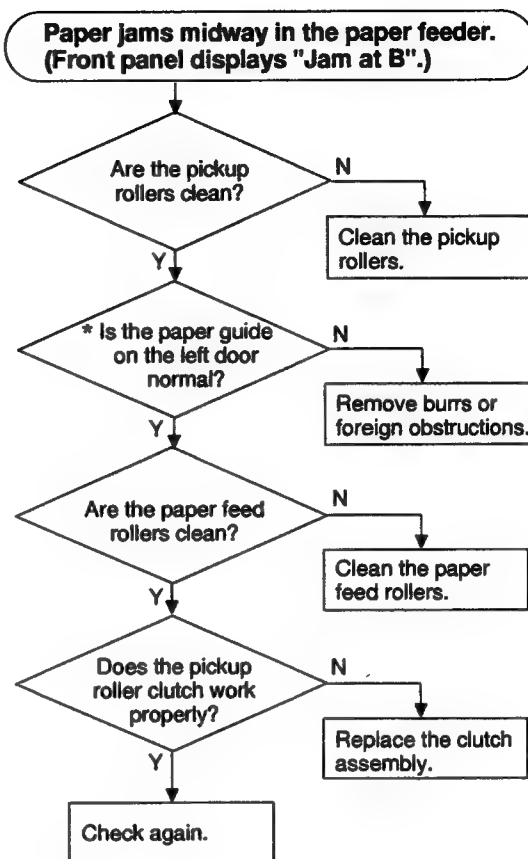 Paper jams midway in the paper feeder.
(Front panel displays "Jam at B".)
Are the pickup
rollers clean?
N
Clean the pickup
rollers.
Y
* Is the paper guide
on the left door
normal?
N
Remove burrs or
foreign obstructions.
Y
Are the paper feed
rollers clean?
N
Clean the paper
feed rollers.
Y
Does the pickup
roller clutch work
properly?
N
Replace the clutch
assembly.
Y
Check again.